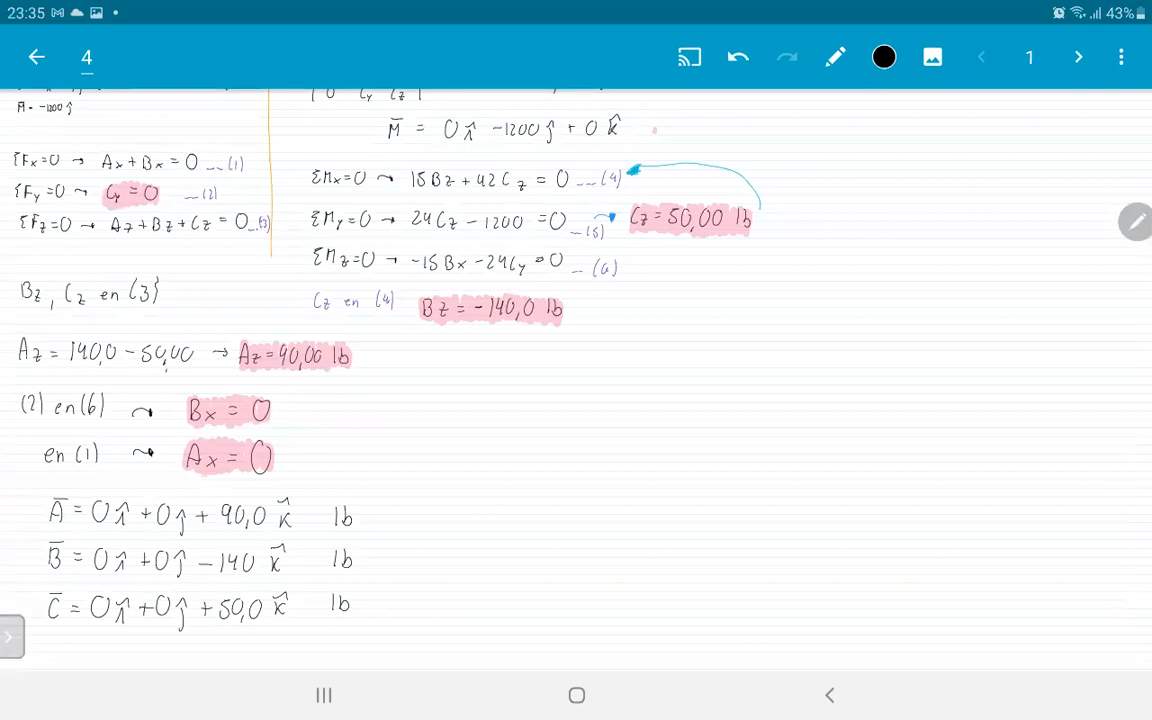 23:35
43%
4
1
M̄ = -1200 ĵ
| 0 Cy Cz |
M̄ = 0 î -1200 ĵ + 0 k̂
ΣFx=0 → Ax + Bx = 0 ...(1)
ΣFy=0 → Cy = 0 ...(2)
ΣFz=0 → Az + Bz + Cz = 0 ...(3)
ΣMx=0 → 15Bz + 42Cz = 0 ...(4)
ΣMy=0 → 24Cz - 1200 = 0 ...(5) → Cz = 50,00 lb
ΣMz=0 → -15Bx - 24Cy = 0 ...(6)
Cz en (4) Bz = -140,0 lb
Bz, Cz en (3)
Az = 140,0 - 50,00 → Az = 90,00 lb
(2) en (6) → Bx = 0
en (1) → Ax = 0
Ā = 0 î + 0 ĵ + 90,0 k̂ lb
B̄ = 0 î + 0 ĵ - 140 k̂ lb
C̄ = 0 î + 0 ĵ + 50,0 k̂ lb